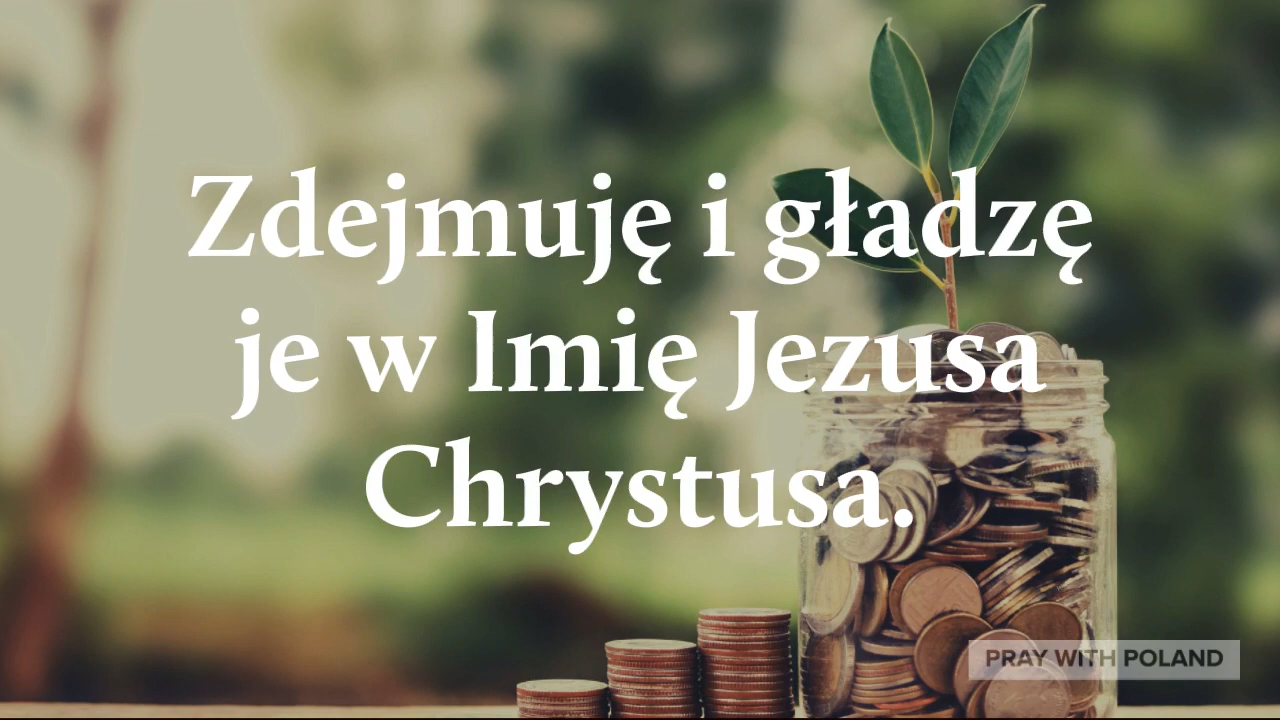 Zdejmuję i gładzę
je w Imię Jezusa
Chrystusa.
PRAY WITH POLAND